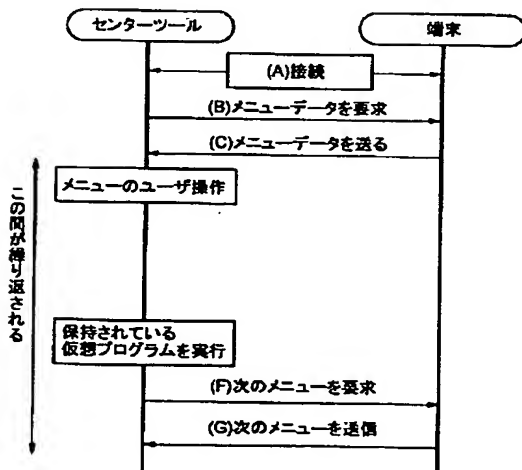 センターツール
端末
(A)接続
(B)メニューデータを要求
(C)メニューデータを送る
メニューのユーザ操作
この間が繰り返される
保持されている
仮想プログラムを実行
(F)次のメニューを要求
(G)次のメニューを送信